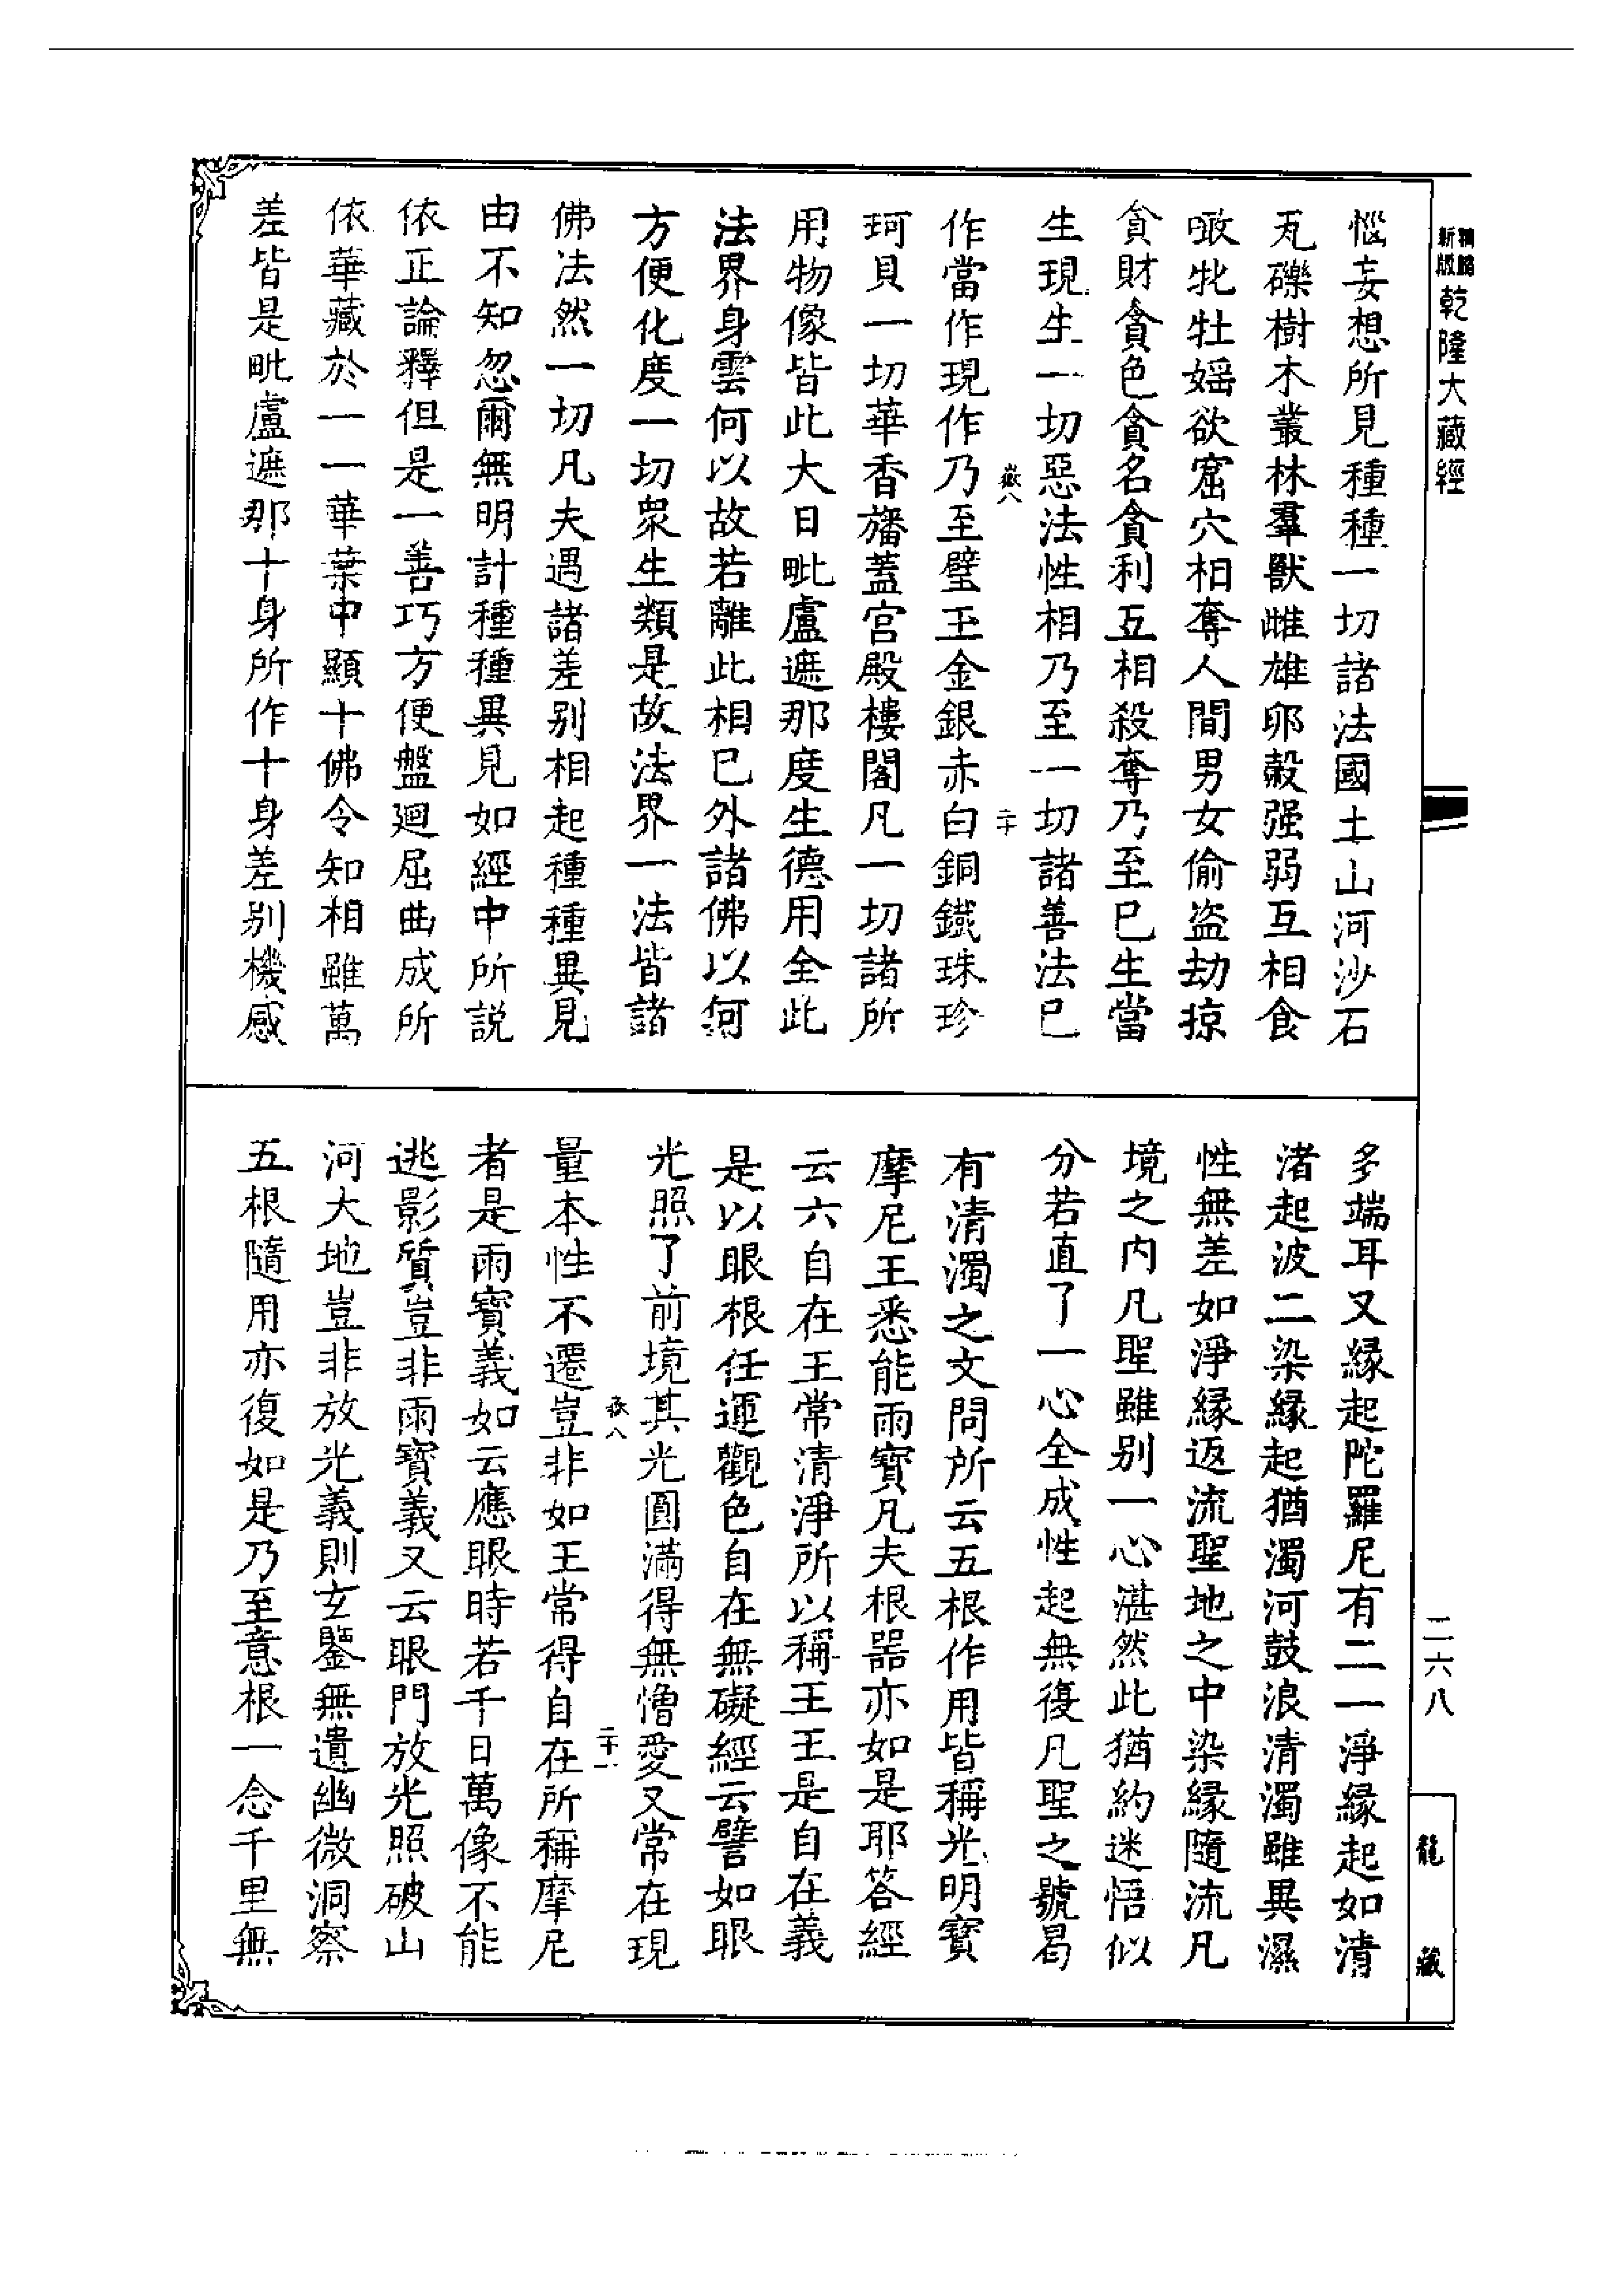 精縮
新版
乾隆大藏經
惱妄想所見種種一切諸法國土山河沙石
瓦礫樹木叢林羣獸雌雄卵㲉强弱互相食
噉牝牡婬欲窟穴相奪人間男女偷盜劫掠
貪財貪色貪名貪利互相殺奪乃至已生當
生現生一切惡法性相乃至一切諸善法已
嶽八
二十
作當作現作乃至璧玉金銀赤白銅鐵珠珍
珂貝一切華香旛蓋宮殿樓閣凡一切諸所
用物像皆此大日毗盧遮那度生德用全此
法界身雲何以故若離此相已外諸佛以何
方便化度一切衆生類是故法界一法皆諸
佛法然一切凡夫遇諸差别相起種種異見
由不知忽爾無明計種種異見如經中所説
依正論釋但是一善巧方便盤迴屈曲成所
依華藏於一一華葉中顯十佛令知相雖萬
差皆是毗盧遮那十身所作十身差别機感
二六八
龍藏
多端耳又緣起陀羅尼有二一淨緣起如清
渚起波二染緣起猶濁河鼓浪清濁雖異濕
性無差如淨緣返流聖地之中染緣隨流凡
境之内凡聖雖别一心湛然此猶約迷悟似
分若直了一心全成性起無復凡聖之號曷
有清濁之文問所云五根作用皆稱光明寶
摩尼王悉能雨寶凡夫根器亦如是耶答經
云六自在王常清淨所以稱王王是自在義
是以眼根任運觀色自在無礙經云譬如眼
光照了前境其光圓滿得無憎愛又常在現
嶽八
二十一
量本性不遷豈非如王常得自在所稱摩尼
者是雨寶義如云應眼時若千日萬像不能
逃影質豈非雨寶義又云眼門放光照破山
河大地豈非放光義則玄鑒無遺幽微洞察
五根隨用亦復如是乃至意根一念千里無